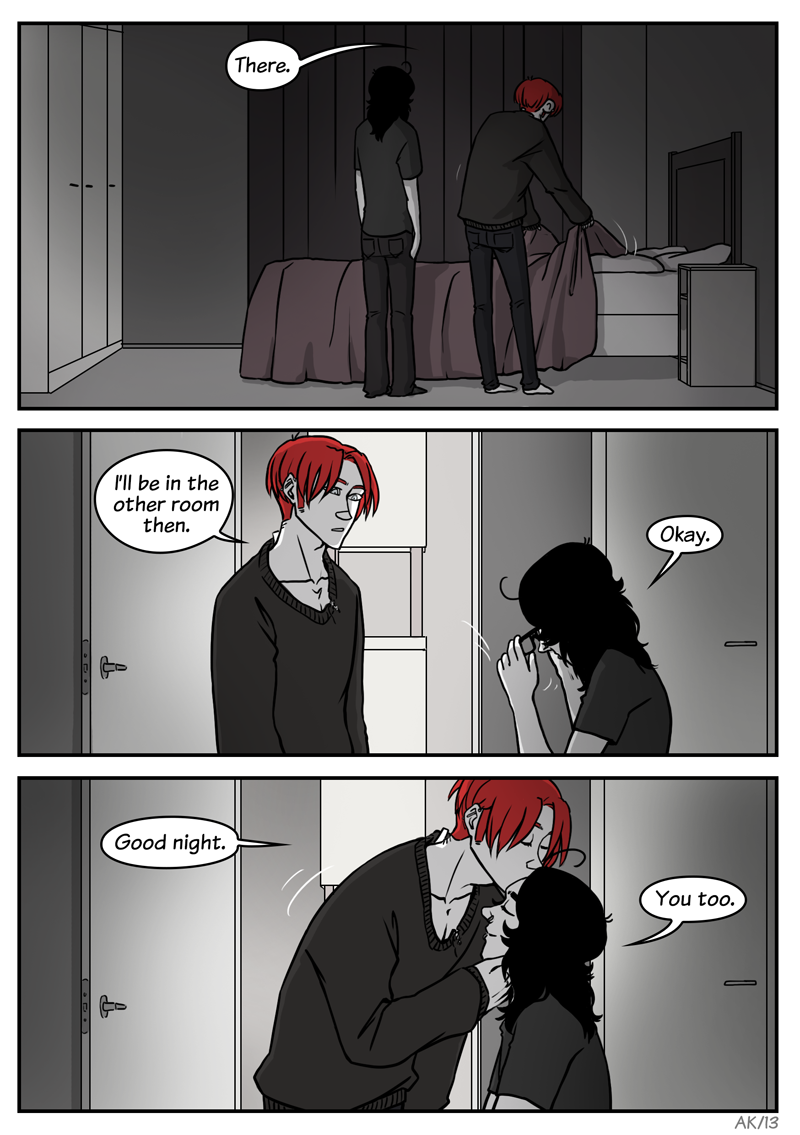 There.
I'll be in the
other room
then.
Okay.
Good night.
You too.
AK/13